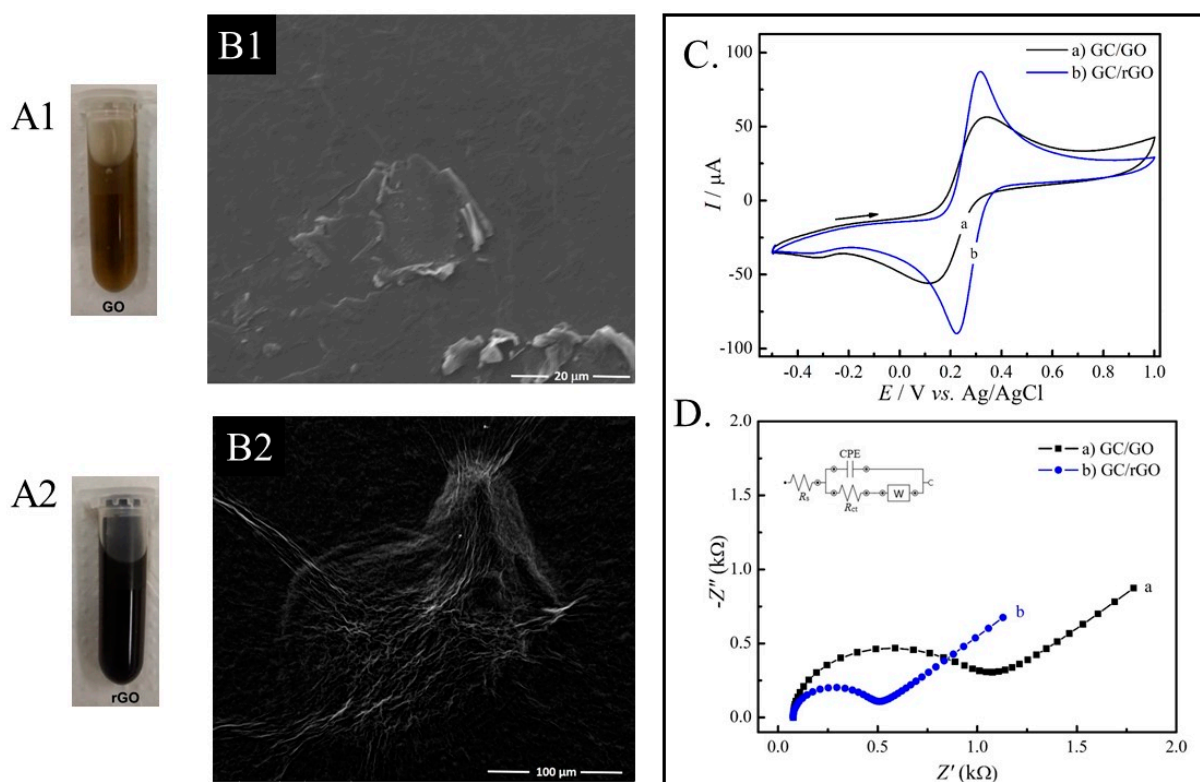 A1
GO
B1
20 μm
A2
rGO
B2
100 μm
C.
a) GC/GO
b) GC/rGO
100
50
0
-50
-100
I / μA
a
b
-0.4 -0.2 0.0 0.2 0.4 0.6 0.8 1.0
E / V vs. Ag/AgCl
D.
a) GC/GO
b) GC/rGO
2.0
1.5
1.0
0.5
0.0
-Z″ (kΩ)
CPE
Rs
Rct
W
a
b
0.0 0.5 1.0 1.5 2.0
Z′ (kΩ)